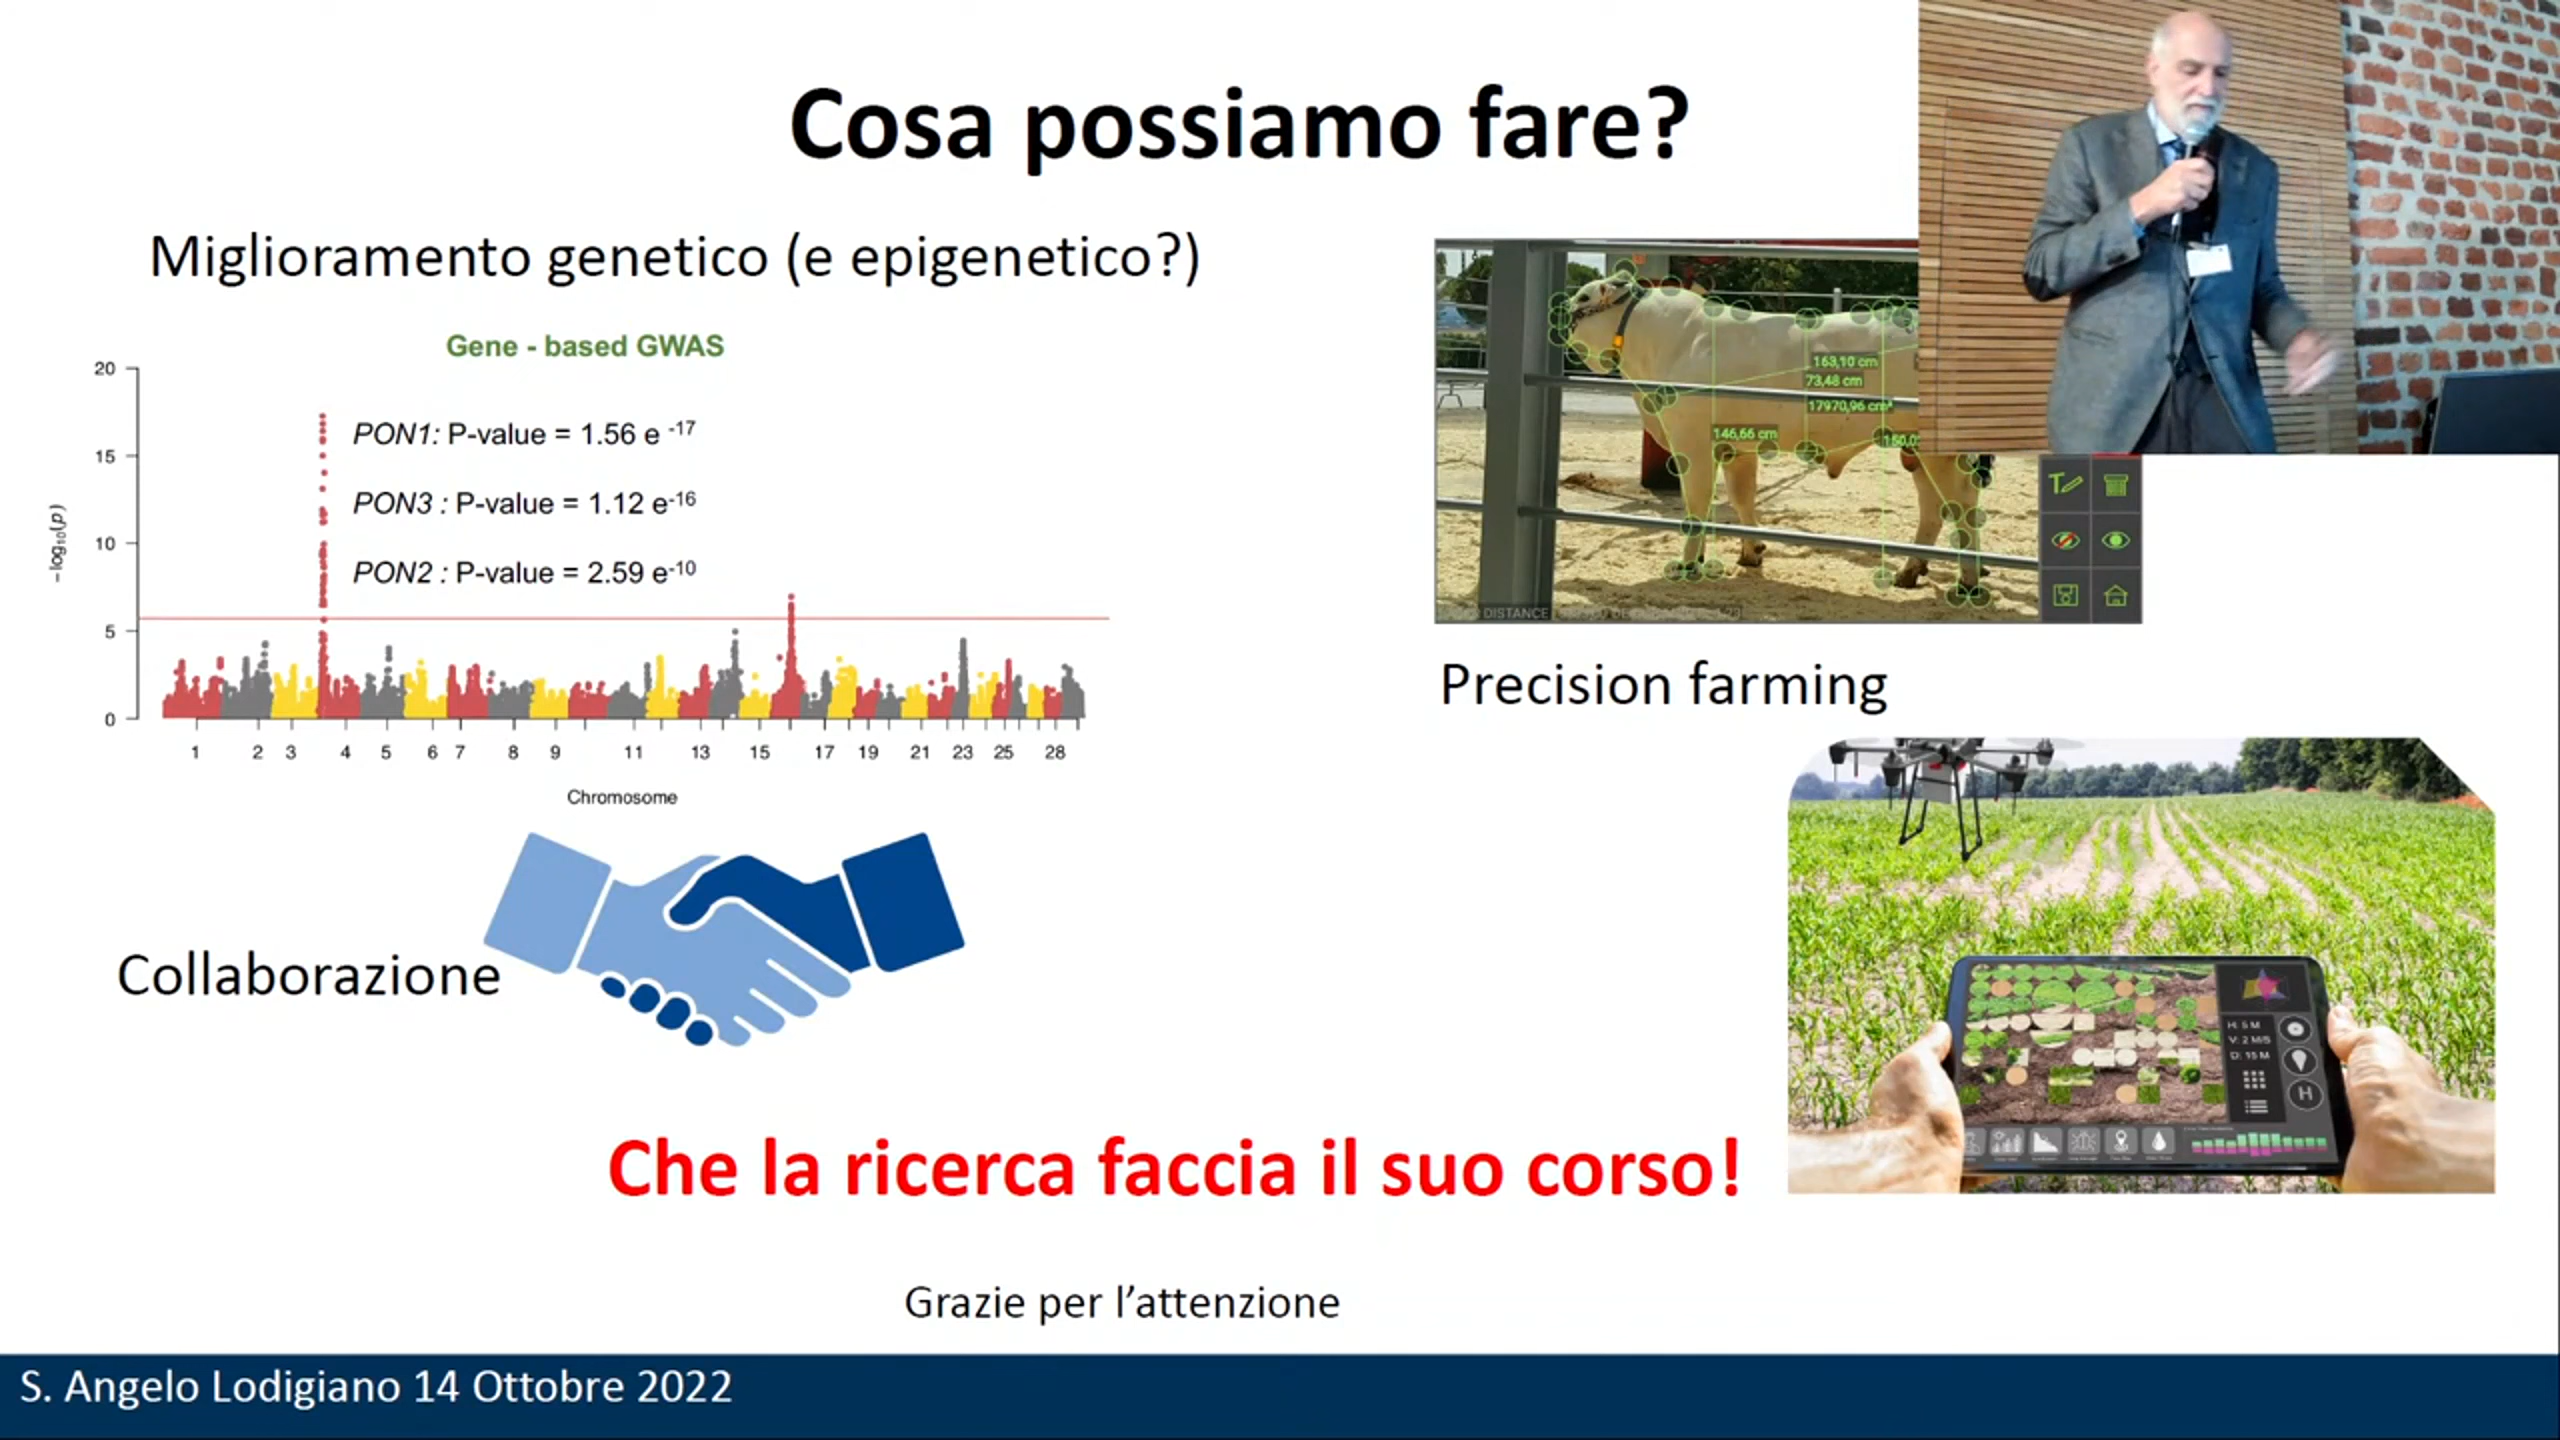 Cosa possiamo fare?
Miglioramento genetico (e epigenetico?)
Gene - based GWAS
20
15
10
5
0
−log10(p)
PON1: P-value = 1.56 e -17
PON3 : P-value = 1.12 e-16
PON2 : P-value = 2.59 e-10
1 2 3 4 5 6 7 8 9 11 13 15 17 19 21 23 25 28
Chromosome
163,10 cm
73,48 cm
17970,96 cm²
146,66 cm
DISTANCE
Precision farming
Collaborazione
H: 5 M
V: 2 M/S
D: 15 M
H
Che la ricerca faccia il suo corso!
Grazie per l’attenzione
S. Angelo Lodigiano 14 Ottobre 2022